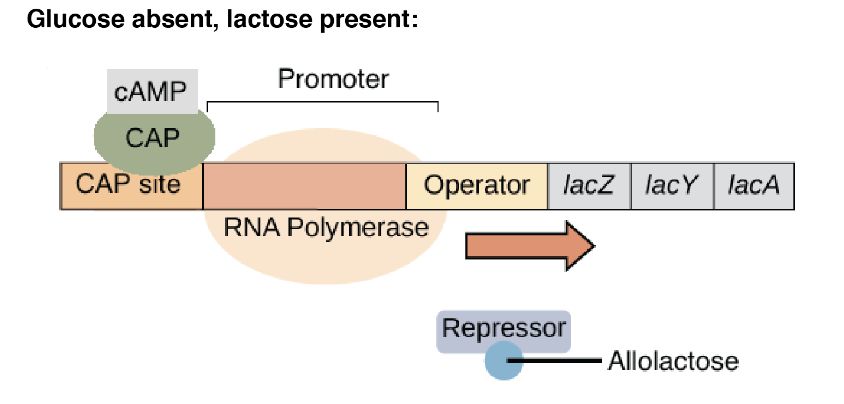 Glucose absent, lactose present:
Promoter
cAMP
CAP
CAP site
Operator
lacZ
lacY
lacA
RNA Polymerase
Repressor
Allolactose